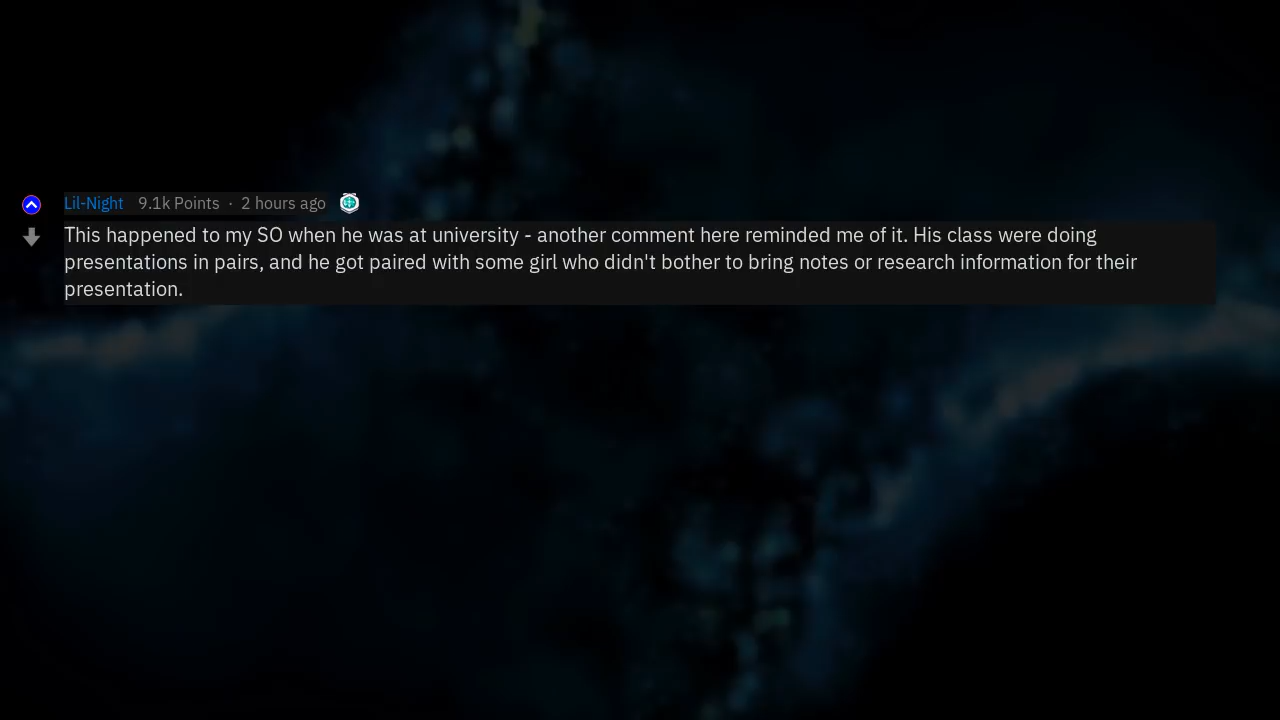 Lil-Night 9.1k Points · 2 hours ago
This happened to my SO when he was at university - another comment here reminded me of it. His class were doing
presentations in pairs, and he got paired with some girl who didn't bother to bring notes or research information for their
presentation.